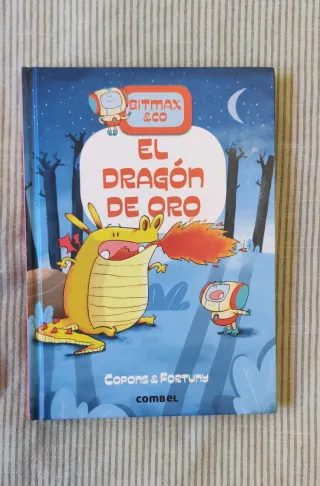 BITMAX
&CO
EL
DRAGÓN
DE ORO
COPONS & FORTUNY
COMBEL